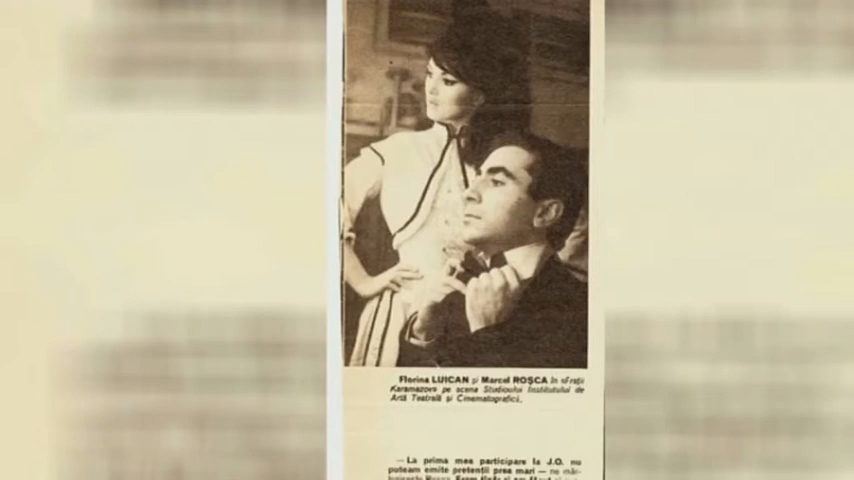 Florina LUICAN și Marcel ROȘCA în «Frații
Karamazov» pe scena Studioului Institutului de
Artă Teatrală și Cinematografică.
— La prima mea participare la J.O. nu
puteam emite pretenții prea mari — ne măr-